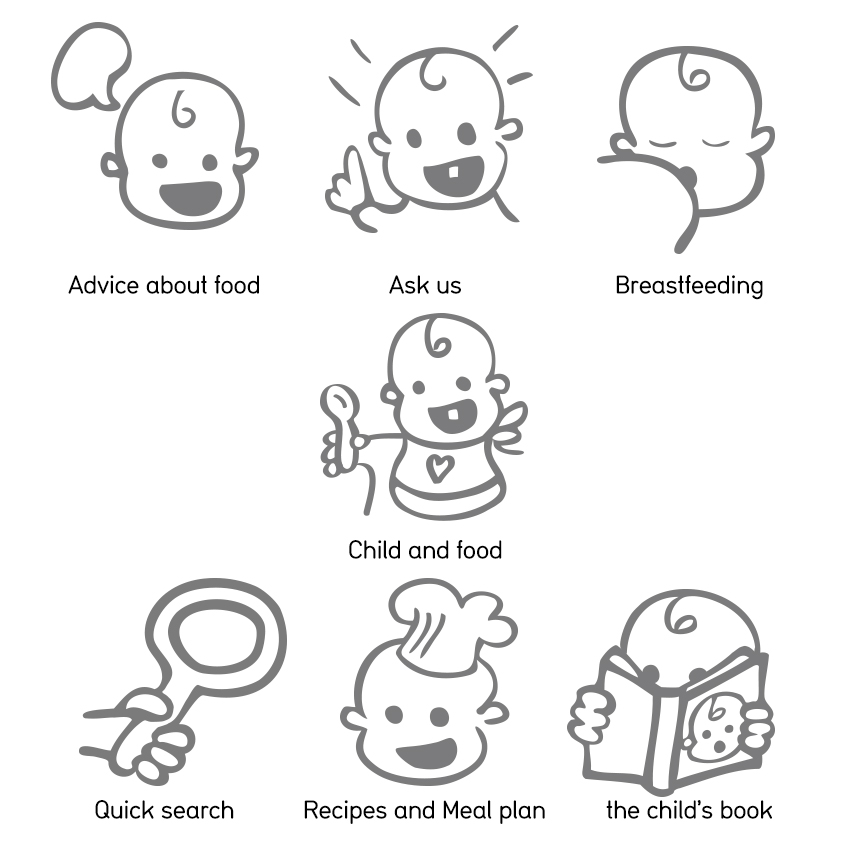 Advice about food
Ask us
Breastfeeding
Child and food
Quick search
Recipes and Meal plan
the child's book